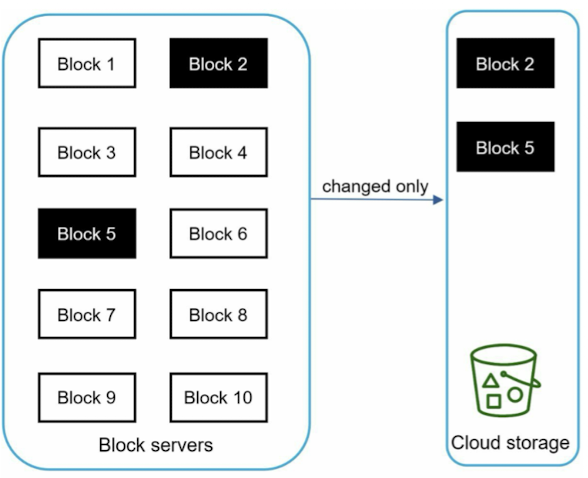 Block 1
Block 2
Block 3
Block 4
Block 5
Block 6
Block 7
Block 8
Block 9
Block 10
Block servers
changed only
Block 2
Block 5
Cloud storage